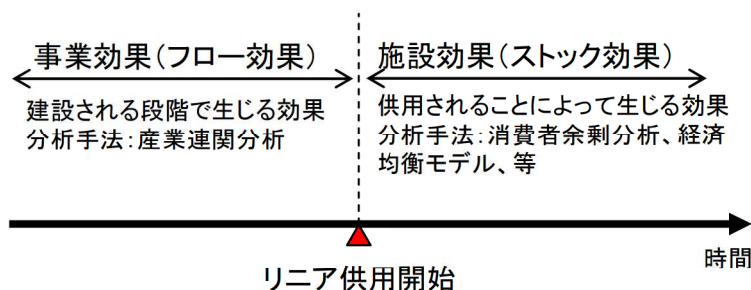 事業効果(フロー効果)
建設される段階で生じる効果
分析手法:産業連関分析
施設効果(ストック効果)
供用されることによって生じる効果
分析手法:消費者余剰分析、経済
均衡モデル、等
時間
リニア供用開始